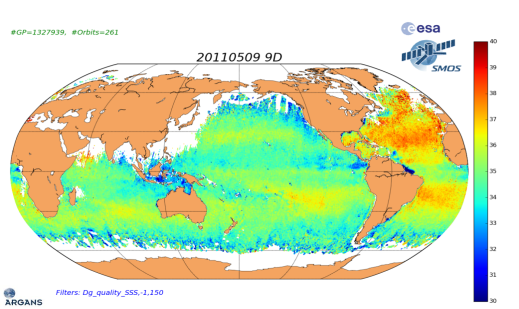 #GP=1327939, #Orbits=261
esa
20110509 9D
SMOS
40
39
38
37
36
35
34
33
32
31
30
ARGANS
Filters: Dg_quality_SSS,-1,150